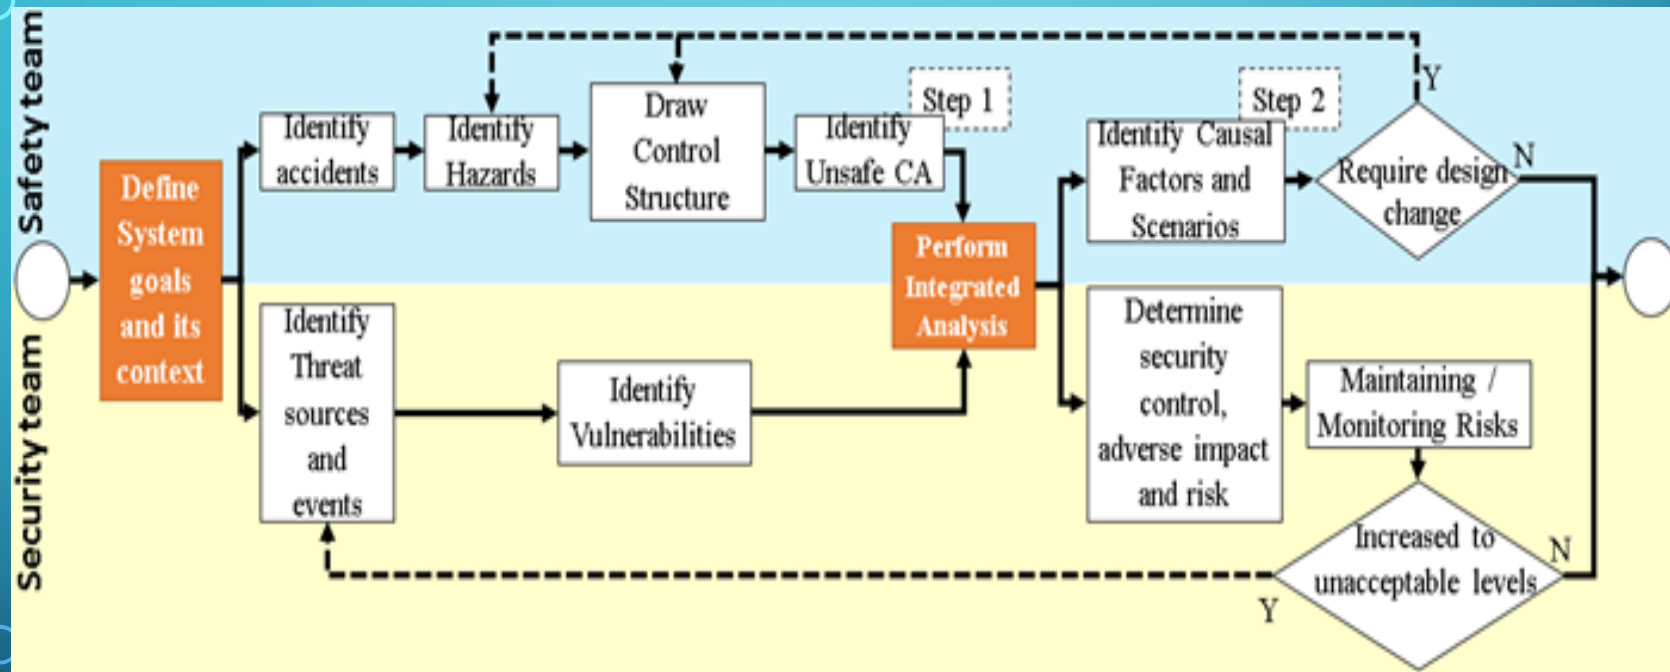 Safety team
Security team
Define
System
goals
and its
context
Identify
accidents
Identify
Hazards
Draw
Control
Structure
Step 1
Identify
Unsafe CA
Perform
Integrated
Analysis
Step 2
Identify Causal
Factors and
Scenarios
Require design
change
Y
N
Identify
Threat
sources
and
events
Identify
Vulnerabilities
Determine
security
control,
adverse impact
and risk
Maintaining /
Monitoring Risks
Increased to
unacceptable levels
N
Y